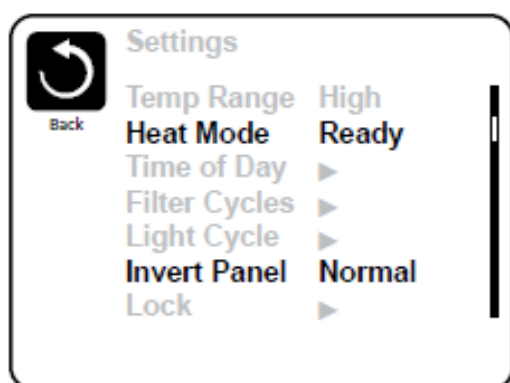 Settings
Back
Temp Range High
Heat Mode Ready
Time of Day ▶
Filter Cycles ▶
Light Cycle ▶
Invert Panel Normal
Lock ▶